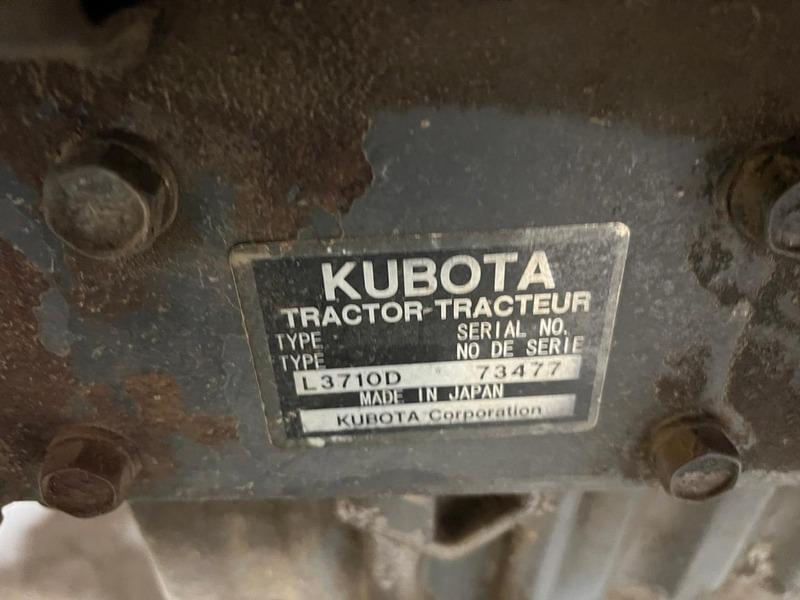 KUBOTA
TRACTOR-TRACTEUR
TYPE SERIAL NO.
TYPE NO DE SERIE
L3710D 73477
MADE IN JAPAN
KUBOTA Corporation